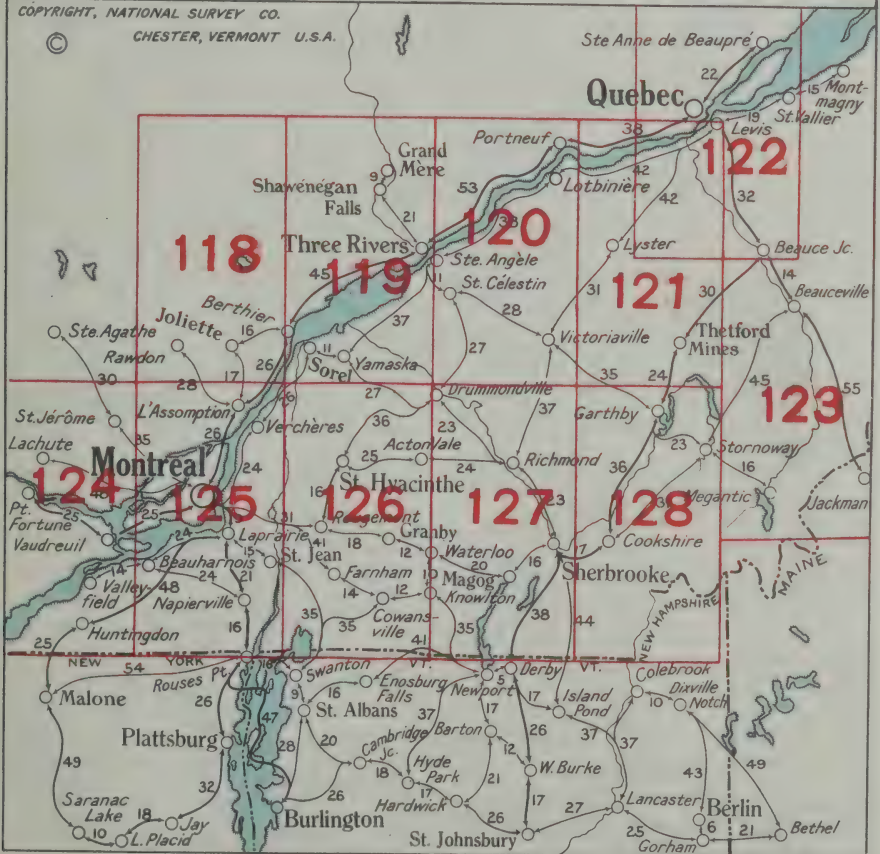 COPYRIGHT, NATIONAL SURVEY CO.
© CHESTER, VERMONT U.S.A.
Ste Anne de Beaupré
22
Quebec
15
Mont-
magny
St.Vallier
19
Levis
38
Portneuf
122
Grand
Mère
9
Shawénégan
Falls
53
42
Lotbinière
42
32
21
38
120
118
Three Rivers
Lyster
Beauce Jc.
45
119
Ste. Angèle
11
St. Célestin
14
Beauceville
121
37
28
31
30
Berthier
Joliette
16
Ste. Agathe
Rawdon
Victoriaville
Thetford
Mines
26
11
Yamaska
Sorel
27
28
17
35
24
45
55
30
27
Drummondville
123
L'Assomption
46
Garthby
St. Jérôme
Verchères
36
23
37
Lachute
35
26
Acton Vale
23
Stornoway
Montreal
24
25
24
Richmond
36
16
St. Hyacinthe
124
48
125
16
126
127
23
128
Megantic
Jackman
Pt.
Fortune
25
31
Rougemont
Granby
Vaudreuil
24
Laprairie
41
18
12
Waterloo
17
Cookshire
15
St. Jean
20
16
Sherbrooke
14
Beauharnois
Farnham
Magog
Valley-
field
48
24
21
14
12
Knowlton
38
44
MAINE
Napierville
Cowans-
ville
NEW HAMPSHIRE
Huntingdon
16
35
35
35
25
41
NEW YORK
VT.
Derby
VT.
54
Rouses Pt.
Swanton
Colebrook
16
Enosburg
Falls
Newport
5
Dixville
Notch
Malone
26
9
St. Albans
17
Island
Pond
10
47
37
17
26
Plattsburg
Cambridge
Jc.
Barton
37
37
28
20
12
49
32
18
Hyde
Park
21
W. Burke
43
49
Saranac
Lake
26
17
17
Lancaster
Berlin
18
Jay
Hardwick
27
10
L. Placid
Burlington
26
25
6
21
Bethel
St. Johnsbury
Gorham